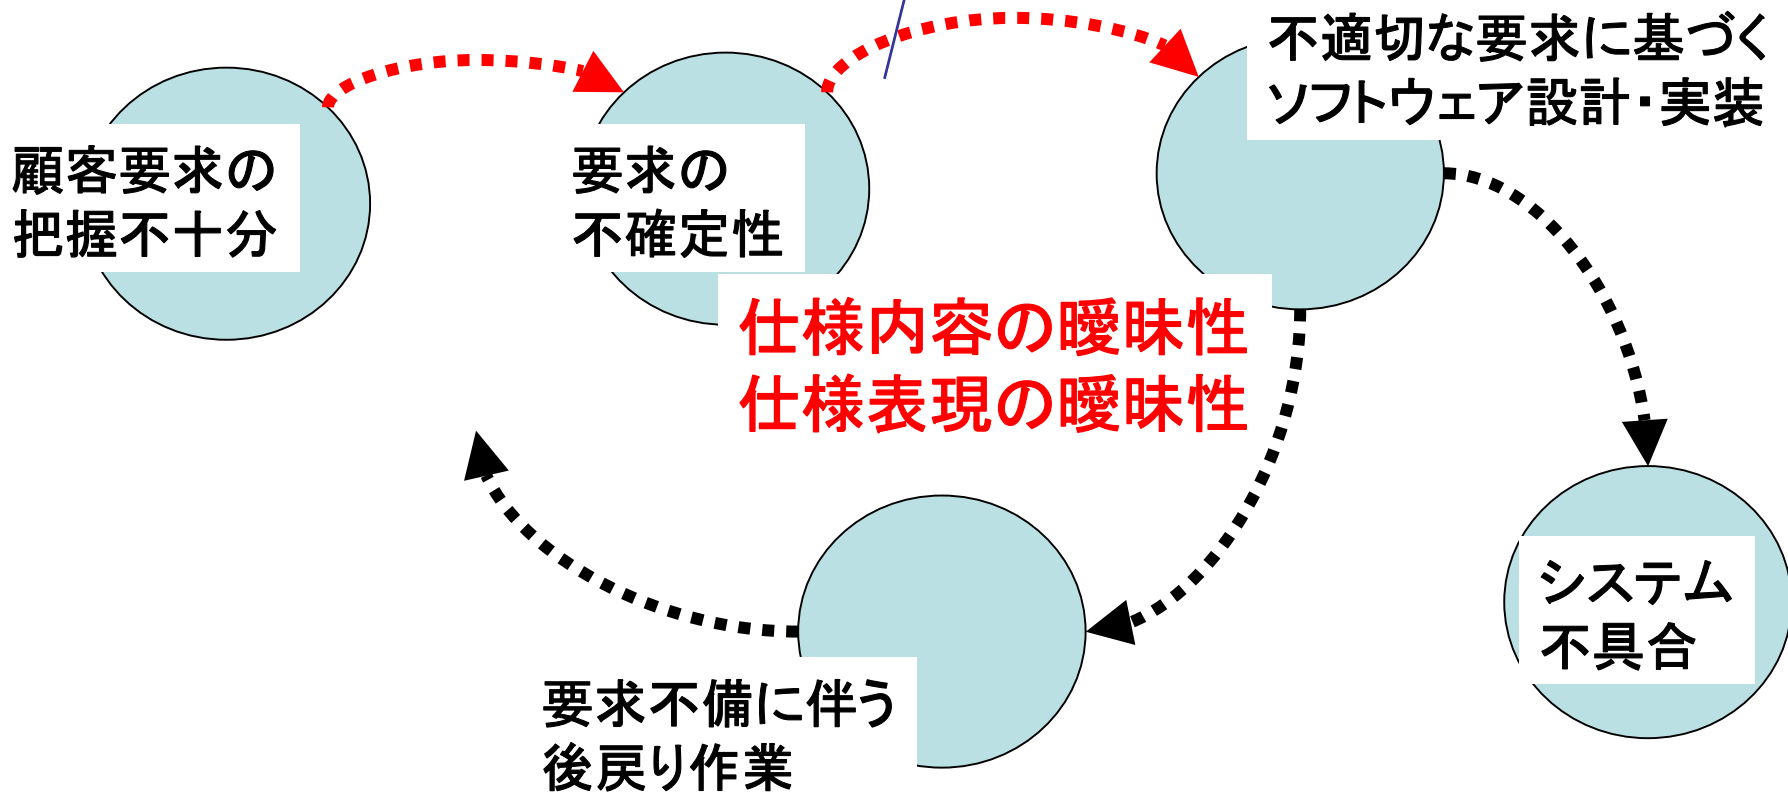 不適切な要求に基づく
ソフトウェア設計・実装
顧客要求の
把握不十分
要求の
不確定性
仕様内容の曖昧性
仕様表現の曖昧性
システム
不具合
要求不備に伴う
後戻り作業